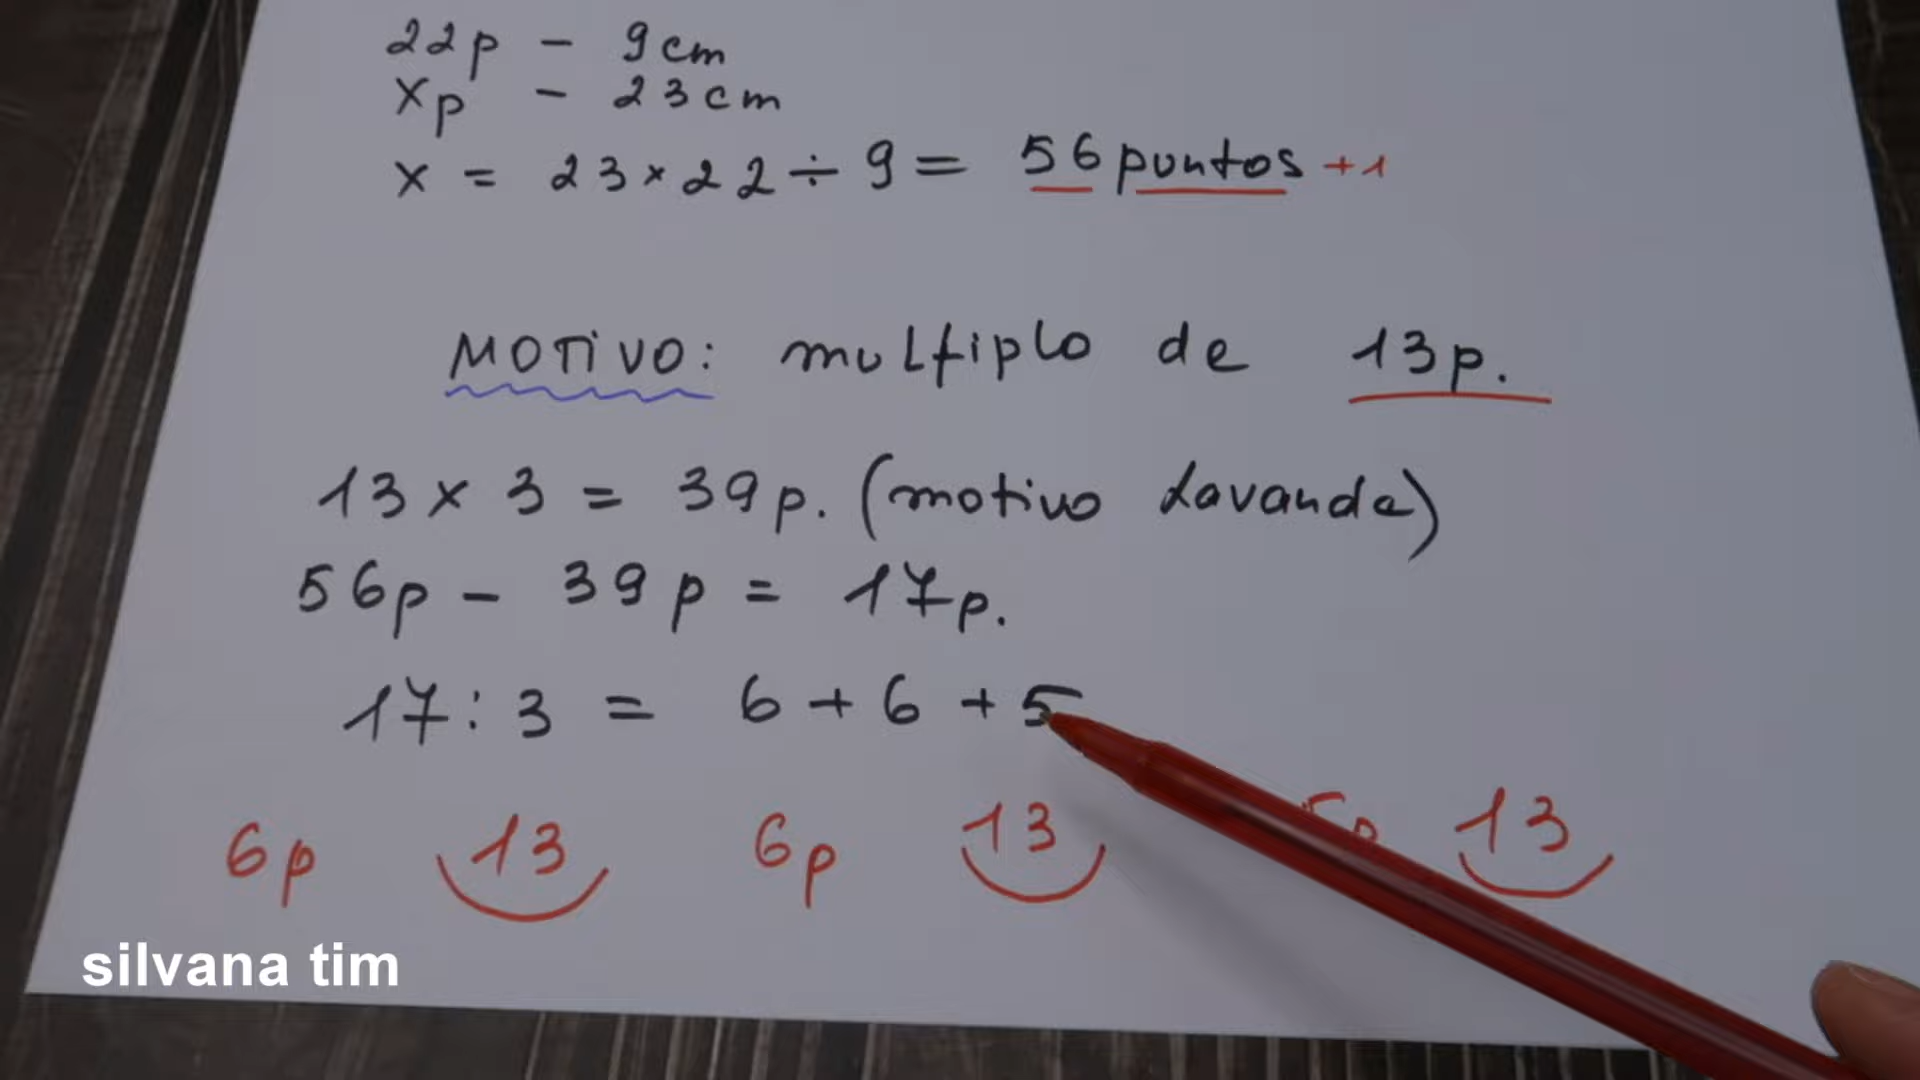 22p - 9cm
xp - 23cm
x = 23 × 22 ÷ 9 = 56 puntos + 1
MOTIVO: multiplo de 13p.
13 x 3 = 39p. (motivo Lavanda)
56p - 39p = 17p.
17 : 3 = 6 + 6 + 5
6p 13 6p 13 5p 13
silvana tim